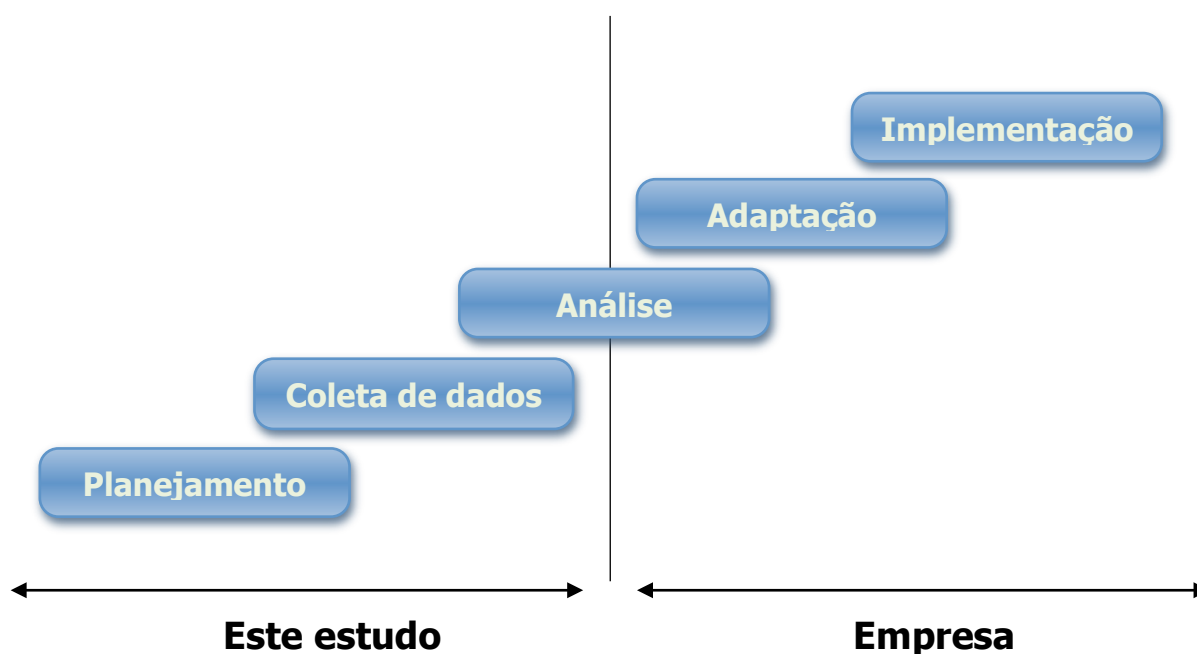 Implementação
Adaptação
Análise
Coleta de dados
Planejamento
Este estudo
Empresa